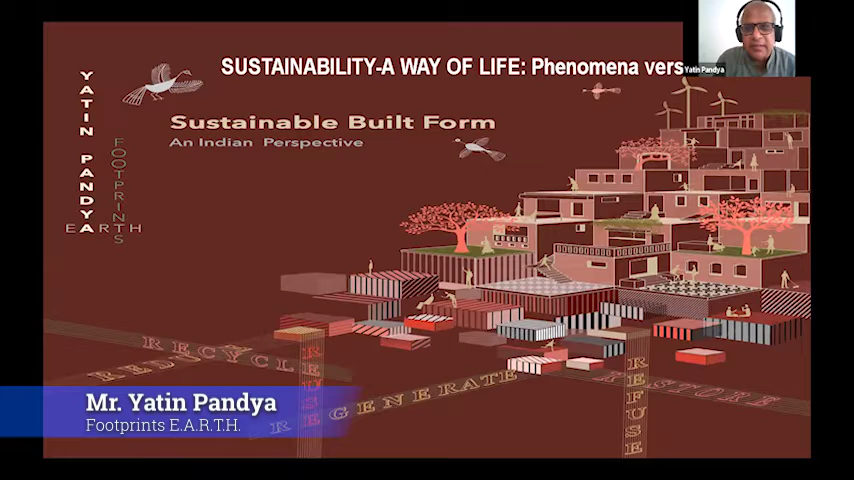 SUSTAINABILITY-A WAY OF LIFE: Phenomena vers
Yatin Pandya
Sustainable Built Form
An Indian Perspective
YATIN PANDYA
FOOTPRINTS
EARTH
REDUCE
RECYCLE
REUSE
REGENERATE
REFUSE
RESTORE
Mr. Yatin Pandya
Footprints E.A.R.T.H.